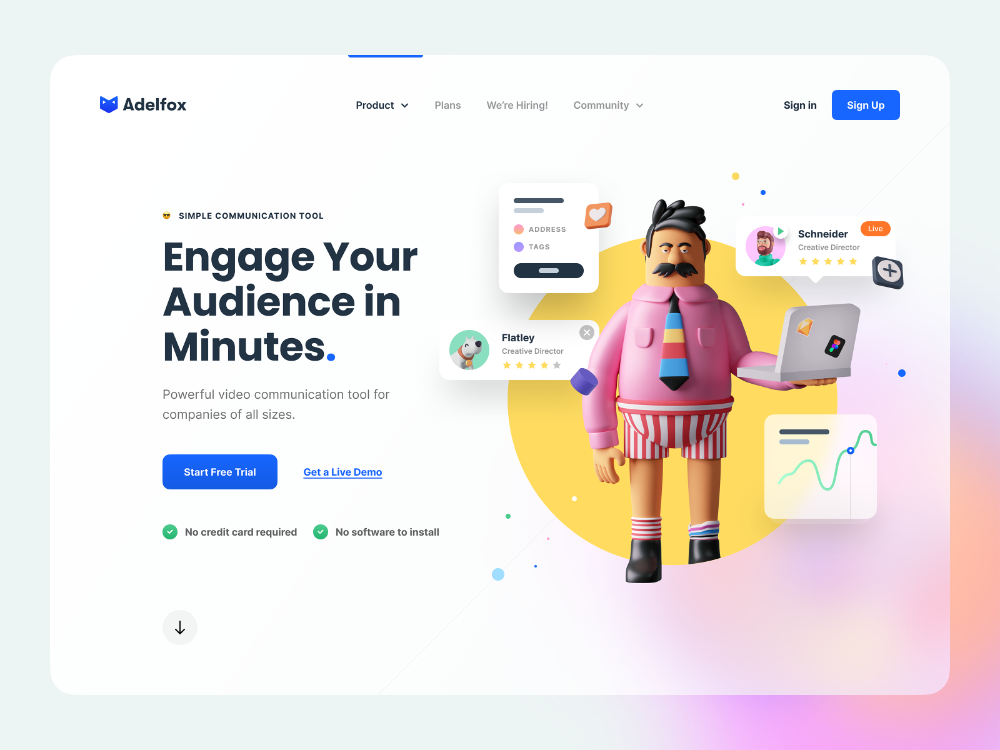 Adelfox
Product
Plans
We're Hiring!
Community
Sign in
Sign Up
SIMPLE COMMUNICATION TOOL
Engage Your
Audience in
Minutes.
Powerful video communication tool for
companies of all sizes.
Start Free Trial
Get a Live Demo
No credit card required
No software to install
ADDRESS
TAGS
Flatley
Creative Director
Schneider
Live
Creative Director